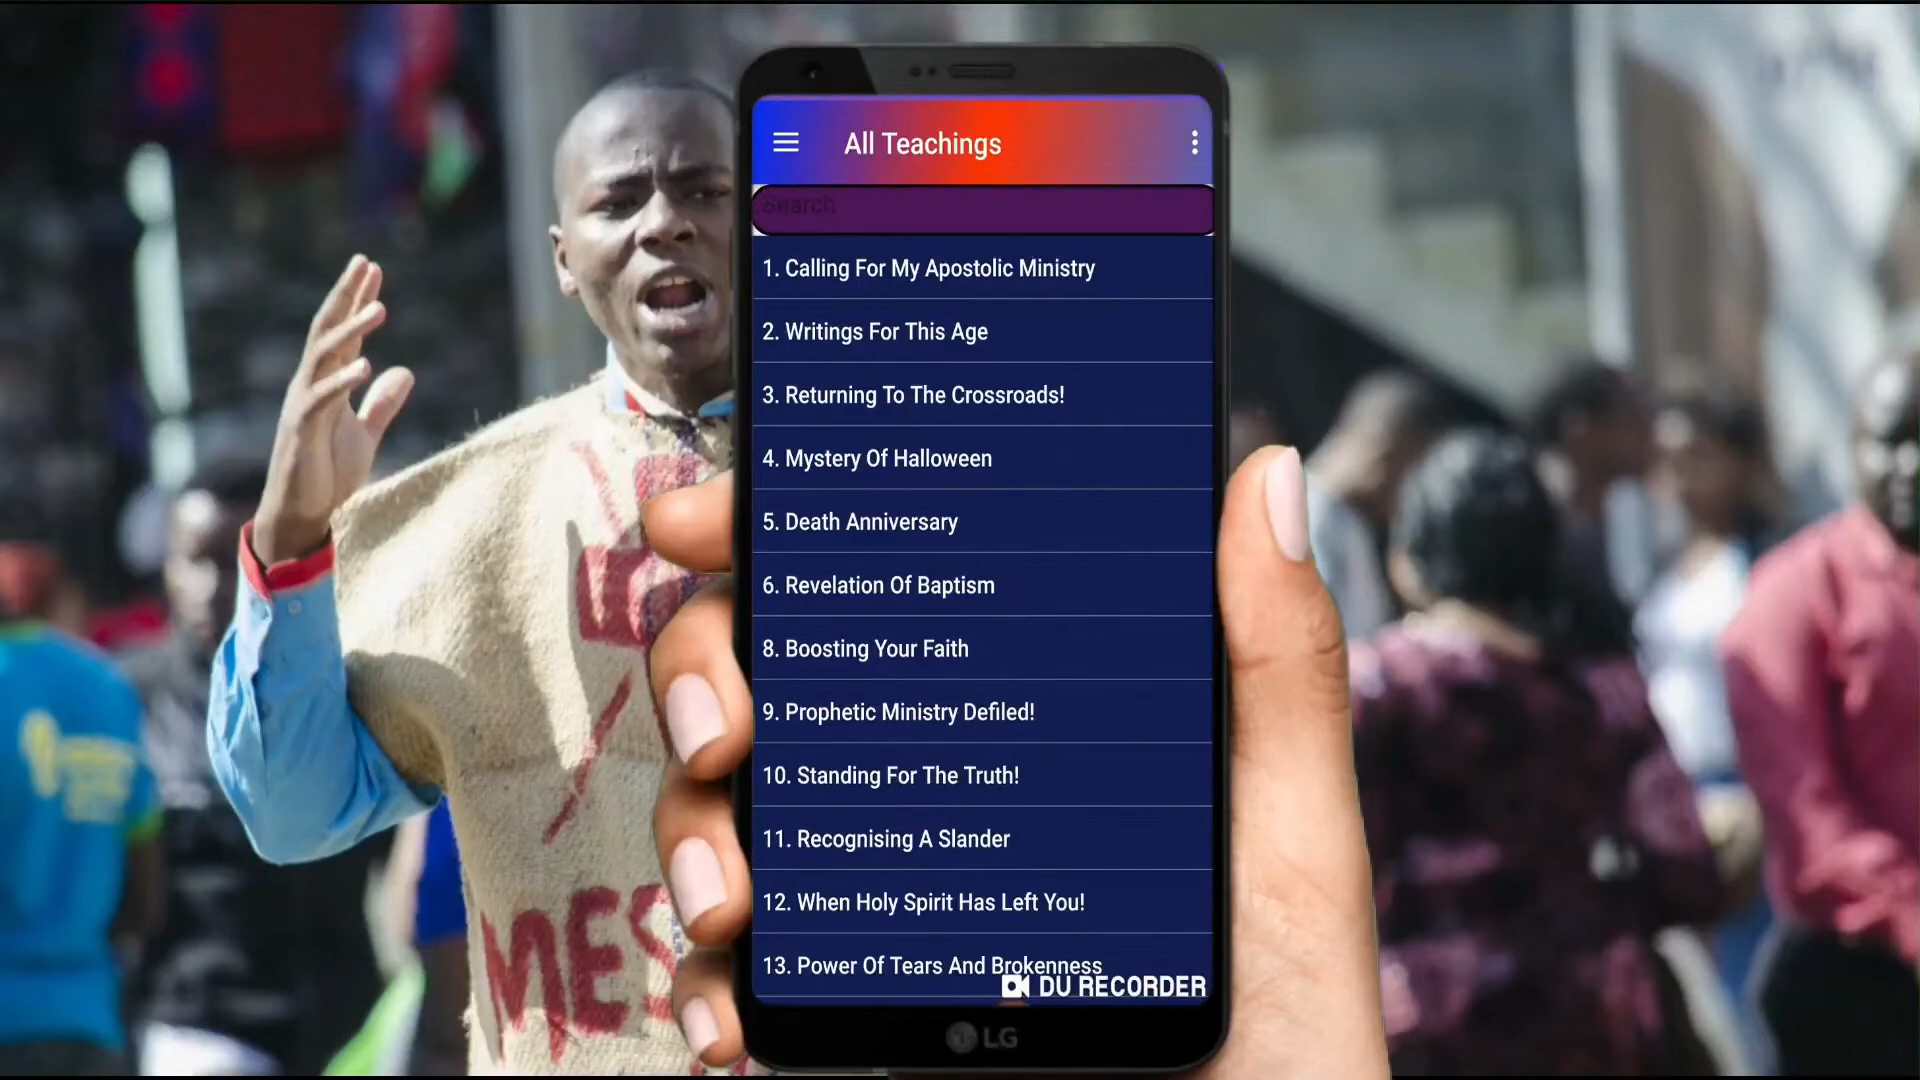 All Teachings
Search
1. Calling For My Apostolic Ministry
2. Writings For This Age
3. Returning To The Crossroads!
4. Mystery Of Halloween
5. Death Anniversary
6. Revelation Of Baptism
8. Boosting Your Faith
9. Prophetic Ministry Defiled!
10. Standing For The Truth!
11. Recognising A Slander
12. When Holy Spirit Has Left You!
13. Power Of Tears And Brokenness
DU RECORDER
LG
MES